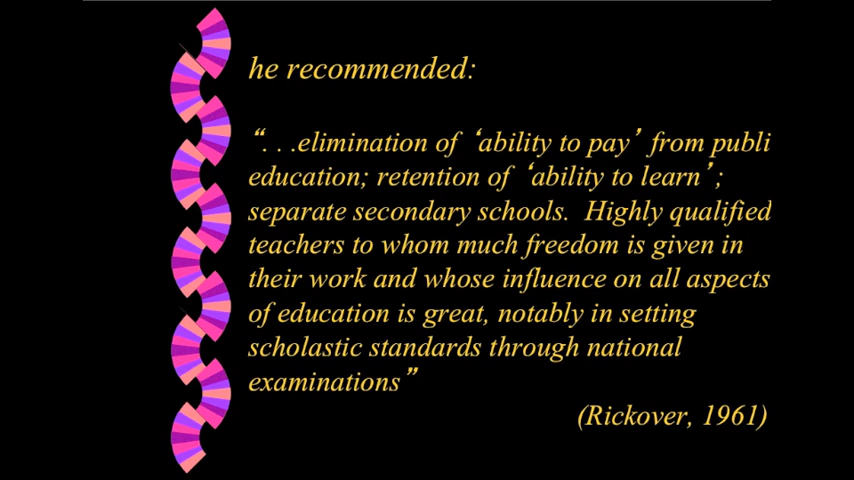 he recommended:
“. . .elimination of ‘ability to pay’ from publi
education; retention of ‘ability to learn’;
separate secondary schools.  Highly qualified
teachers to whom much freedom is given in
their work and whose influence on all aspects
of education is great, notably in setting
scholastic standards through national
examinations”
(Rickover, 1961)